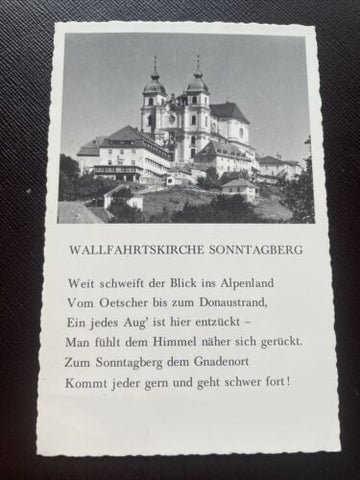 WALLFAHRTSKIRCHE SONNTAGBERG
Weit schweift der Blick ins Alpenland
Vom Oetscher bis zum Donaustrand,
Ein jedes Aug' ist hier entzückt –
Man fühlt dem Himmel näher sich gerückt.
Zum Sonntagberg dem Gnadenort
Kommt jeder gern und geht schwer fort!